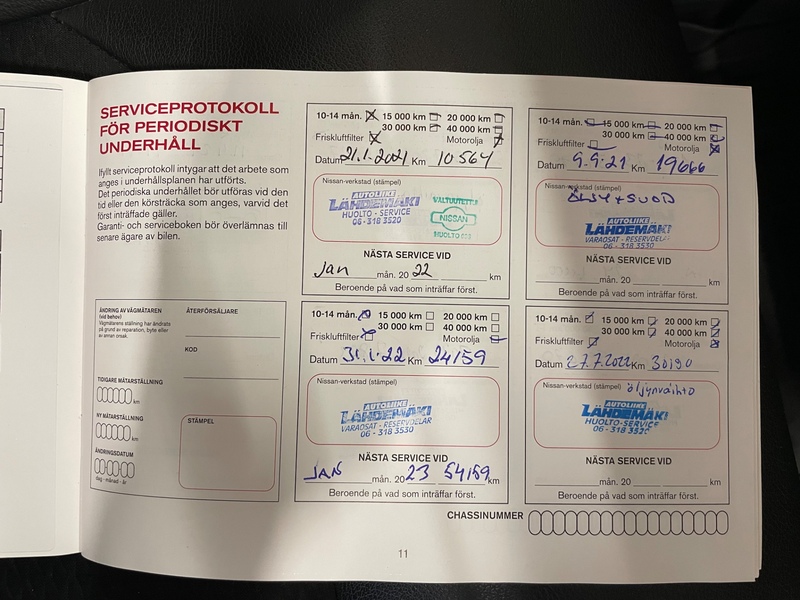 SERVICEPROTOKOLL
FÖR PERIODISKT
UNDERHÅLL
Ifyllt serviceprotokoll intygar att det arbete som
anges i underhållsplanen har utförts.
Det periodiska underhållet bör utföras vid den
tid eller den körsträcka som anges, varvid det
först inträffade gäller.
Garanti- och serviceboken bör överlämnas till
senare ägare av bilen.
10-14 mån. 15 000 km 20 000 km
30 000 km 40 000 km
Friskluftfilter Motorolja
Datum 21.1.2021 Km 10 564
Nissan-verkstad (stämpel)
AUTOLIIKE
LÄHDEMÄKI
HUOLTO - SERVICE
06 - 318 3520
VALTUUTETTU
NISSAN
HUOLTO
NÄSTA SERVICE VID
Jan mån. 20 22 km
Beroende på vad som inträffar först.
10-14 mån. 15 000 km 20 000 km
30 000 km 40 000 km
Friskluftfilter Motorolja
Datum 9.9.21 Km 19666
Nissan-verkstad (stämpel)
ÖLJY + SUOD
AUTOLIIKE
LÄHDEMÄKI
VARAOSAT - RESERVDELAR
06 - 318 3530
NÄSTA SERVICE VID
mån. 20 km
Beroende på vad som inträffar först.
ÄNDRING AV VÄGMÄTAREN
(vid behov)
Vägmätarens ställning har ändrats
på grund av reparation, byte eller
av annan orsak.
TIDIGARE MÄTARSTÄLLNING
km
NY MÄTARSTÄLLNING
km
ÄNDRINGSDATUM
dag - månad - år
ÅTERFÖRSÄLJARE
KOD
STÄMPEL
10-14 mån. 15 000 km 20 000 km
30 000 km 40 000 km
Friskluftfilter Motorolja
Datum 31.1.22 Km 24159
Nissan-verkstad (stämpel)
AUTOLIIKE
LÄHDEMÄKI
VARAOSAT - RESERVDELAR
06 - 318 3530
NÄSTA SERVICE VID
JAN mån. 20 23 54159 km
Beroende på vad som inträffar först.
10-14 mån. 15 000 km 20 000 km
30 000 km 40 000 km
Friskluftfilter Motorolja
Datum 27.7.2022 Km 30190
Nissan-verkstad (stämpel) öljynvaihto
AUTOLIIKE
LÄHDEMÄKI
HUOLTO-SERVICE
06 - 318 3520
NÄSTA SERVICE VID
mån. 20 km
Beroende på vad som inträffar först.
CHASSINUMMER
11